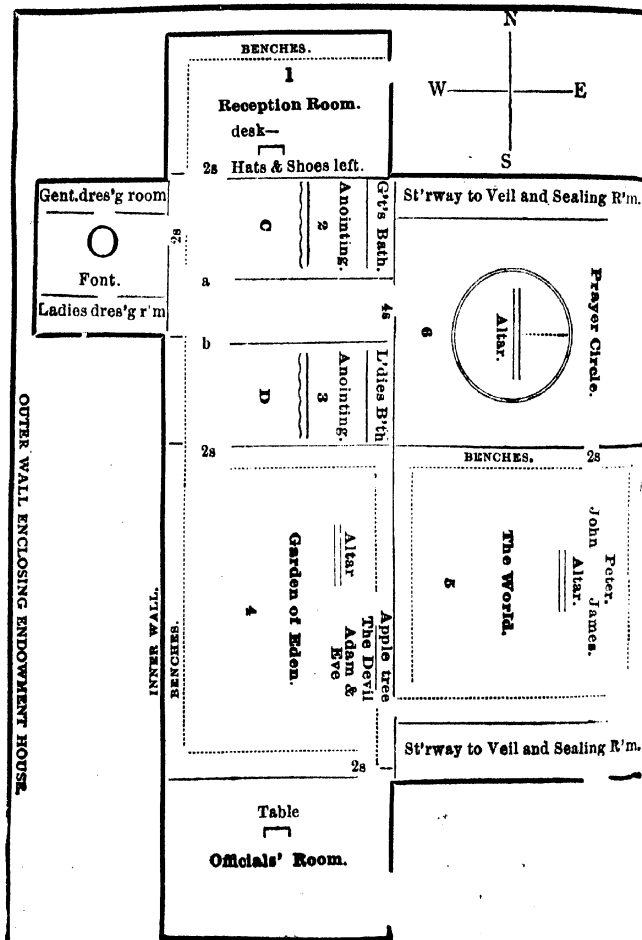 N
W
E
S
BENCHES.
1
Reception Room.
desk—
2s
Hats & Shoes left.
Gent. dres'g room
Font.
Ladies dres'g r'm
2s
a
b
C
2
Anointing.
G't's Bath.
4s
D
3
Anointing.
L'dies B'th
2s
St'rway to Veil and Sealing R'm.
6
Altar.
Prayer Circle.
BENCHES.
2s
5
The World.
Altar.
John James.
Peter.
4
Garden of Eden.
Altar
Adam & Eve
The Devil
Apple tree
BENCHES.
INNER WALL.
OUTER WALL ENCLOSING ENDOWMENT HOUSE.
2s
St'rway to Veil and Sealing R'm.
Table
Officials' Room.